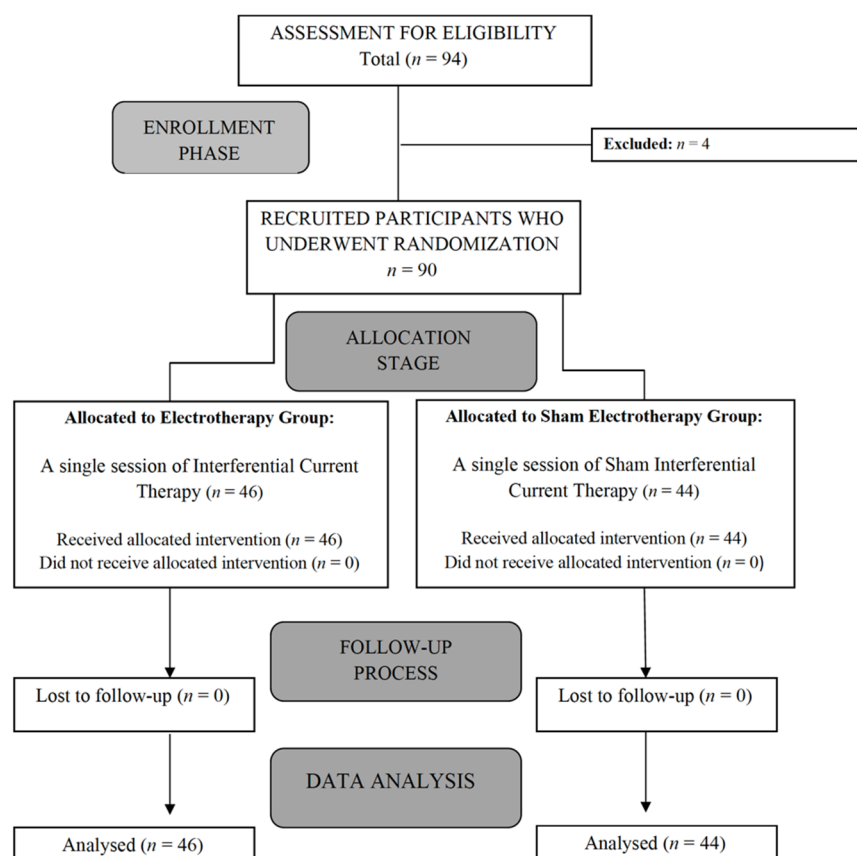 ASSESSMENT FOR ELIGIBILITY
Total (n = 94)
ENROLLMENT
PHASE
Excluded: n = 4
RECRUITED PARTICIPANTS WHO
UNDERWENT RANDOMIZATION
n = 90
ALLOCATION
STAGE
Allocated to Electrotherapy Group:
A single session of Interferential Current
Therapy (n = 46)
Received allocated intervention (n = 46)
Did not receive allocated intervention (n = 0)
Allocated to Sham Electrotherapy Group:
A single session of Sham Interferential
Current Therapy (n = 44)
Received allocated intervention (n = 44)
Did not receive allocated intervention (n = 0)
FOLLOW-UP
PROCESS
Lost to follow-up (n = 0)
Lost to follow-up (n = 0)
DATA ANALYSIS
Analysed (n = 46)
Analysed (n = 44)